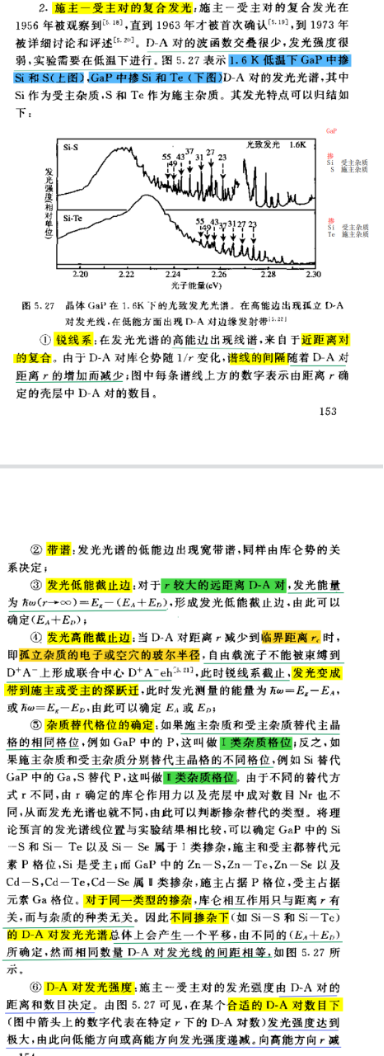 2. 施主一受主对的复合发光:施主一受主对的复合发光在
1956 年被观察到[5.18],直到 1963 年才被首次确认[5.19],到 1973 年
被详细讨论和评述[5.20]。D-A 对的波函数交叠很少,发光强度很
弱,实验需要在低温下进行。图 5.27 表示 1.6 K 低温下 GaP 中掺
Si 和 S(上图),GaP 中掺 Si 和 Te (下图)D-A 对的发光光谱,其中
Si 作为受主杂质,S 和 Te 作为施主杂质。其发光特点可以归结如
下:
Si-S
光致发光 1.6K
55
49
43
37
31
27
23
Si-Te
55
49
43
37
31
27
23
发光强度(相对单位)
2.20
2.22
2.24
2.26
2.28
2.30
光子能量(eV)
GaP
掺
Si 受主杂质
S 施主杂质
掺
Si 受主杂质
Te 施主杂质
图 5.27 晶体 GaP 在 1.6K 下的光致发光光谱。在高能边出现孤立 D-A
对发光线,在低能方面出现 D-A 对边缘发射带
① 锐线系:在发光光谱的高能边出现线谱,来自于近距离对
的复合。由于 D-A 对库仑势随 1/r 变化,谱线的间隔随着 D-A 对
距离 r 的增加而减少;图中每条谱线上方的数字表示由距离 r 确
定的壳层中 D-A 对的数目。
153
② 带谱:发光光谱的低能边出现宽带谱,同样由库仑势的关
系决定;
③ 发光低能截止边:对于 r 较大的远距离 D-A 对,发光能量
为 ħω(r→∞)=E_g-(E_A+E_D),形成发光低能截止边,由此可以
确定(E_A+E_D);
④ 发光高能截止边:当 D-A 对距离 r 减少到临界距离 r_c 时,
即孤立杂质的电子或空穴的玻尔半径,自由载流子不能被束缚到
D⁺A⁻上形成联合中心 D⁺A⁻eh,此时锐线系截止,发光变成
带到施主或受主的深跃迁,此时发光测量的能量为 ħω=E_g-E_A,
或 ħω=E_g-E_D,由此可以确定 E_A 或 E_D;
⑤ 杂质替代格位的确定:如果施主杂质和受主杂质替代主晶
格的相同格位,例如 GaP 中的 P,这叫做 I 类杂质格位;反之,如
果施主杂质和受主杂质分别替代主晶格的不同格位,例如 Si 替代
GaP 中的 Ga,S 替代 P,这叫做 II 类杂质格位。由于不同的替代方
式 r 不同,由 r 确定的库仑作用力以及壳层中成对数目 Nr 也不
同,从而发光光谱也就不同,由此可以判断掺杂替代的类型。将理
论预言的发光谱线位置与实验结果相比较,可以确定 GaP 中的 Si
－S 和 Si－Te 以及 Si－Se 属于 I 类掺杂,施主和受主都替代元
素 P 格位,Si 是受主;而 GaP 中的 Zn－S,Zn－Te,Zn－Se 以及
Cd－S,Cd－Te,Cd－Se 属 II 类掺杂,施主占据 P 格位,受主占据
元素 Ga 格位。对于同一类型的掺杂,库仑相互作用只与距离 r 有
关,而与杂质的种类无关。因此不同掺杂下(如 Si－S 和 Si－Te)
的 D-A 对发光光谱总体上会产生一个平移,由不同的(E_A+E_D)
所确定,然而相同数量 D-A 对发光线的间距相等,如图 5.27 所
示。
⑥ D-A 对发光强度:施主一受主对的发光强度由 D-A 对的
距离和数目决定。由图 5.27 可见,在某个合适的 D-A 对数目下
(图中箭头上的数字代表在特定 r 下的 D-A 对数)发光强度达到
极大,由此向低能方向或高能方向发光强度递减。向高能方向 r 减